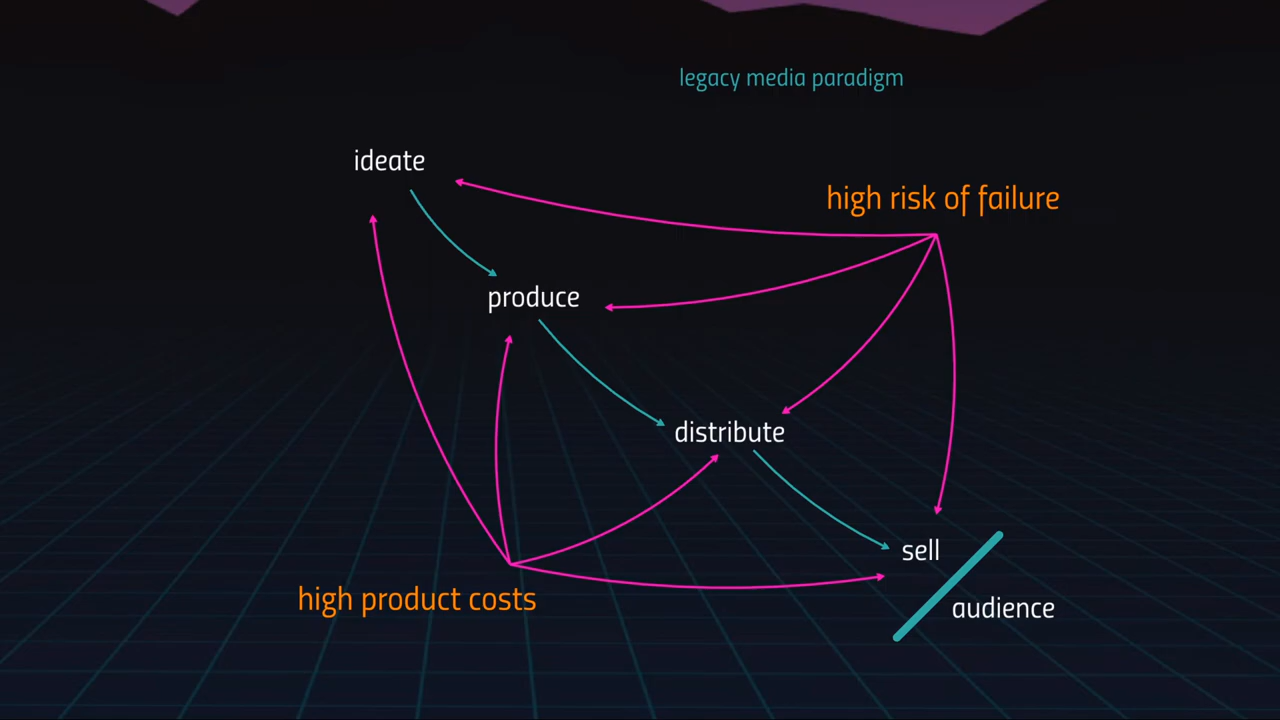 legacy media paradigm
ideate
high risk of failure
produce
distribute
sell
high product costs
audience